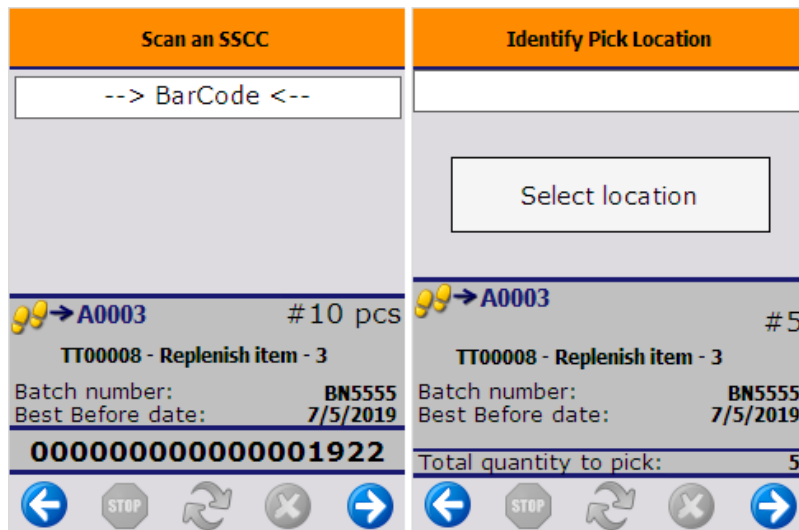 Scan an SSCC
--> BarCode <--
A0003
#10 pcs
TT00008 - Replenish item - 3
Batch number: BN5555
Best Before date: 7/5/2019
000000000000001922
STOP
Identify Pick Location
Select location
A0003
#5
TT00008 - Replenish item - 3
Batch number: BN5555
Best Before date: 7/5/2019
Total quantity to pick: 5
STOP